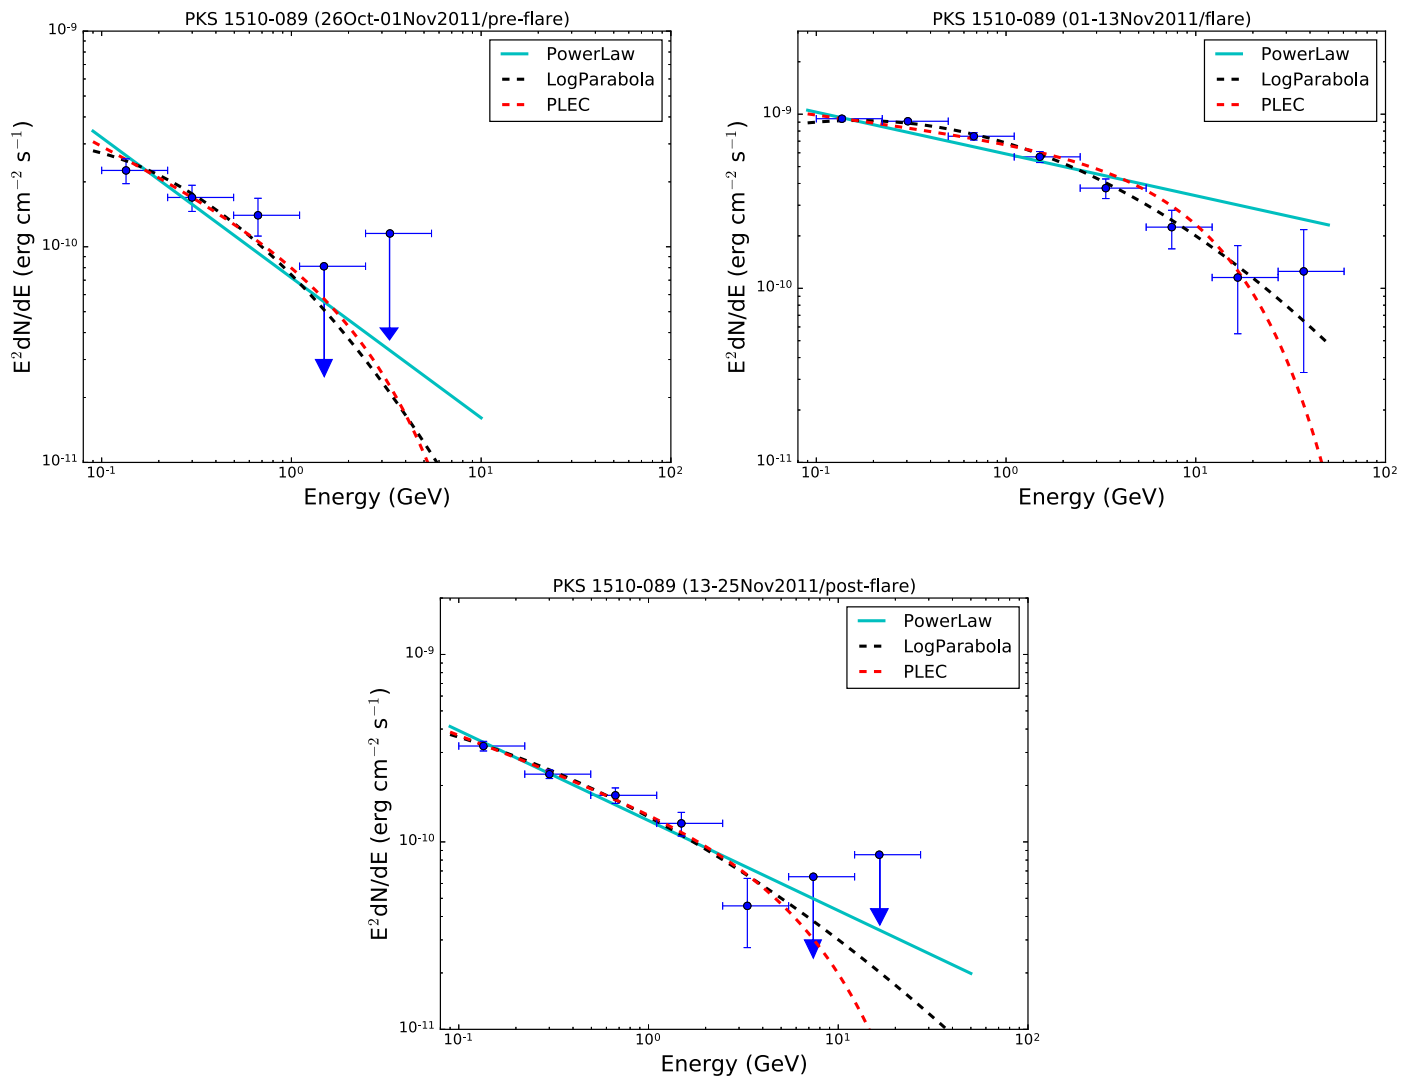 PKS 1510-089 (26Oct-01Nov2011/pre-flare)
10⁻⁹
10⁻¹⁰
10⁻¹¹
E²dN/dE (erg cm⁻² s⁻¹)
PowerLaw
LogParabola
PLEC
10⁻¹ 10⁰ 10¹ 10²
Energy (GeV)
PKS 1510-089 (01-13Nov2011/flare)
10⁻⁹
10⁻¹⁰
10⁻¹¹
E²dN/dE (erg cm⁻² s⁻¹)
PowerLaw
LogParabola
PLEC
10⁻¹ 10⁰ 10¹ 10²
Energy (GeV)
PKS 1510-089 (13-25Nov2011/post-flare)
10⁻⁹
10⁻¹⁰
10⁻¹¹
E²dN/dE (erg cm⁻² s⁻¹)
PowerLaw
LogParabola
PLEC
10⁻¹ 10⁰ 10¹ 10²
Energy (GeV)